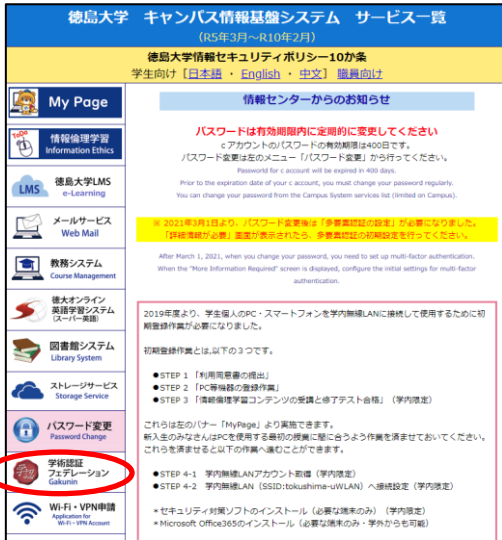 徳島大学　キャンパス情報基盤システム　サービス一覧
(R5年3月～R10年2月)
徳島大学情報セキュリティポリシー10か条
学生向け [日本語 ・ English ・ 中文] 職員向け
My Page
情報倫理学習
Information Ethics
LMS
徳島大学LMS
e-Learning
メールサービス
Web Mail
教務システム
Course Management
徳大オンライン
英語学習システム
(スーパー英語)
図書館システム
Library System
ストレージサービス
Storage Service
パスワード変更
Password Change
学術認証
フェデレーション
Gakunin
Wi-Fi・VPN申請
Application for
Wi-Fi・VPN Account
情報センターからのお知らせ
パスワードは有効期限内に定期的に変更してください
c アカウントのパスワードの有効期限は400日です。
パスワード変更は左のメニュー「パスワード変更」から行ってください。
Password for c account will be expired in 400 days.
Prior to the expiration date of your c account, you must change your password regularly.
You can change your password from the Campus System services list (limited on Campus).
※ 2021年3月1日より、パスワード変更後は「多要素認証の設定」が必要になりました。
「詳細情報が必要」画面が表示されたら、多要素認証の初期設定を行ってください。
After March 1, 2021, when you change your password, you need to set up multi-factor authentication.
When the "More Information Required" screen is displayed, configure the initial settings for multi-factor
authentication.
2019年度より、学生個人のPC・スマートフォンを学内無線LANに接続して使用するために初
期登録作業が必要になりました。
初期登録作業とは,以下の３つです。
●STEP 1 「利用同意書の提出」
●STEP 2 「PC等機器の登録作業」
●STEP 3 「情報倫理学習コンテンツの受講と修了テスト合格」（学内限定）
これらは左のバナー「MyPage」より実施できます。
新入生のみなさんはPCを使用する最初の授業に間に合うよう作業を済ませておいてください。
これらを済ませると以下の作業へ進むことができます。
●STEP 4-1　学内無線LANアカウント取得（学内限定）
●STEP 4-2　学内無線LAN（SSID:tokushima-uWLAN）へ接続設定（学内限定）
＊セキュリティ対策ソフトのインストール（必要な端末のみ）（学内限定）
＊Microsoft Office365のインストール（必要な端末のみ・学外からも可能）